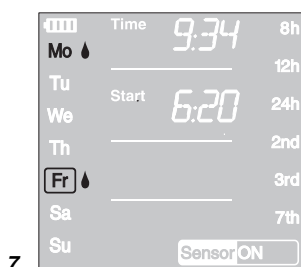 Time 9:34 8h
Mo
12h
Tu
Start 6:20 24h
We
Th 2nd
Fr 3rd
Sa 7th
Su Sensor ON
7